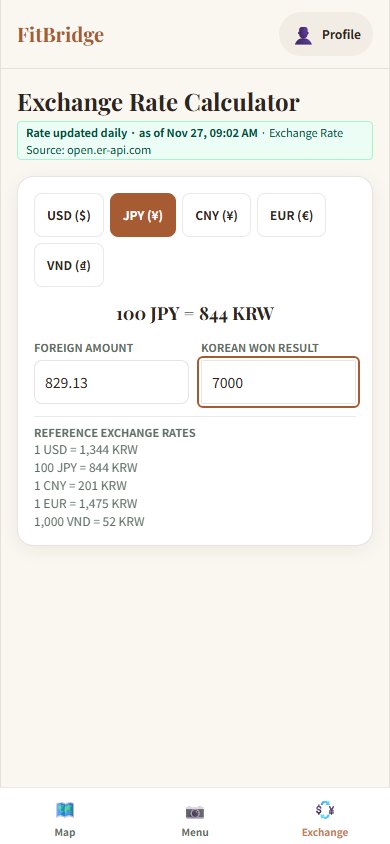 FitBridge
Profile
Exchange Rate Calculator
Rate updated daily · as of Nov 27, 09:02 AM · Exchange Rate
Source: open.er-api.com
USD ($)
JPY (¥)
CNY (¥)
EUR (€)
VND (₫)
100 JPY = 844 KRW
FOREIGN AMOUNT
KOREAN WON RESULT
829.13
7000
REFERENCE EXCHANGE RATES
1 USD = 1,344 KRW
100 JPY = 844 KRW
1 CNY = 201 KRW
1 EUR = 1,475 KRW
1,000 VND = 52 KRW
Map
Menu
Exchange